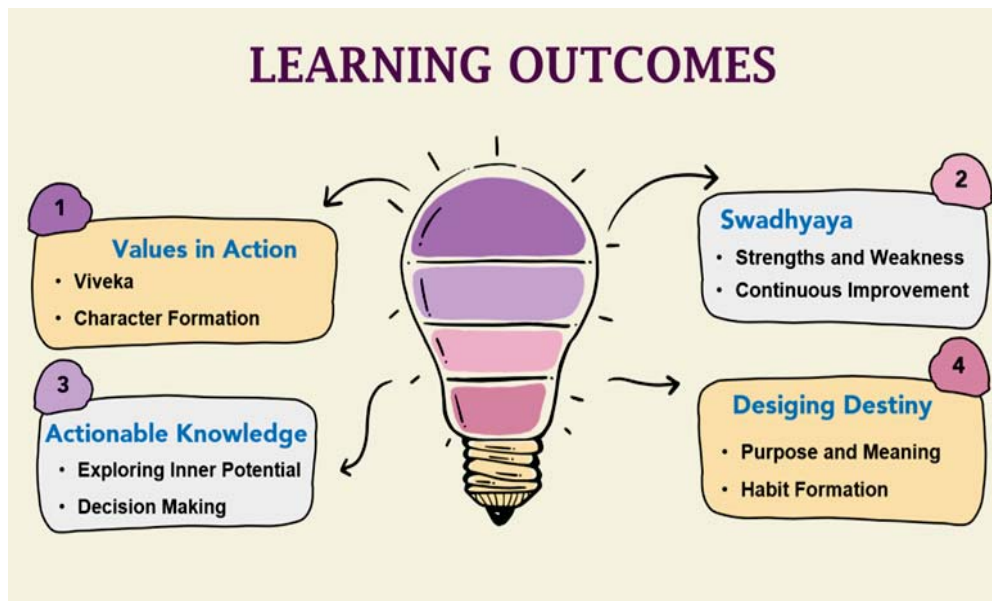 LEARNING OUTCOMES
1
Values in Action
• Viveka
• Character Formation
2
Swadhyaya
• Strengths and Weakness
• Continuous Improvement
3
Actionable Knowledge
• Exploring Inner Potential
• Decision Making
4
Desiging Destiny
• Purpose and Meaning
• Habit Formation